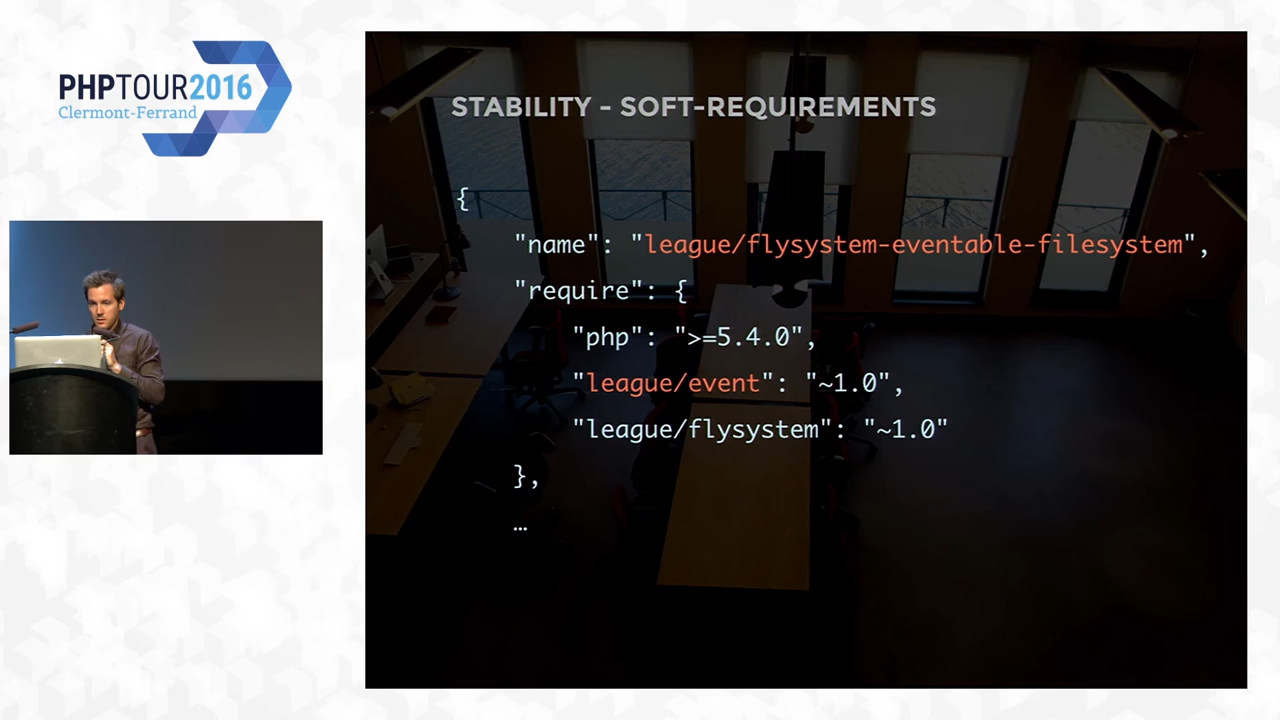 PHPTOUR2016
Clermont-Ferrand
STABILITY - SOFT-REQUIREMENTS
{
"name": "league/flysystem-eventable-filesystem",
"require": {
"php": ">=5.4.0",
"league/event": "~1.0",
"league/flysystem": "~1.0"
},
…